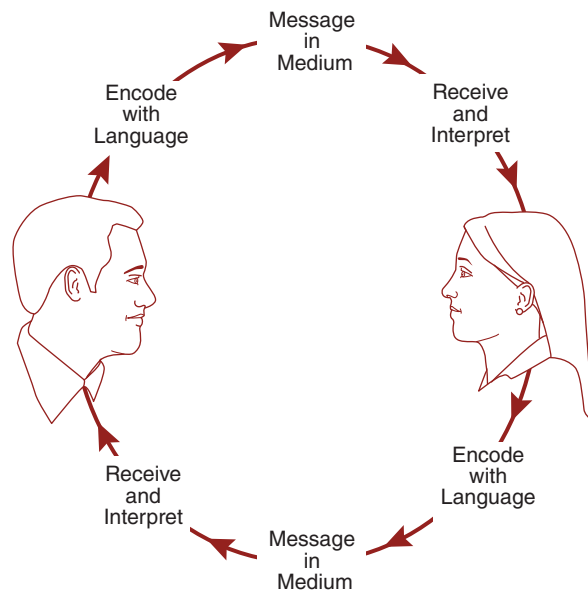 Message
in
Medium
Encode
with
Language
Receive
and
Interpret
Encode
with
Language
Receive
and
Interpret
Message
in
Medium